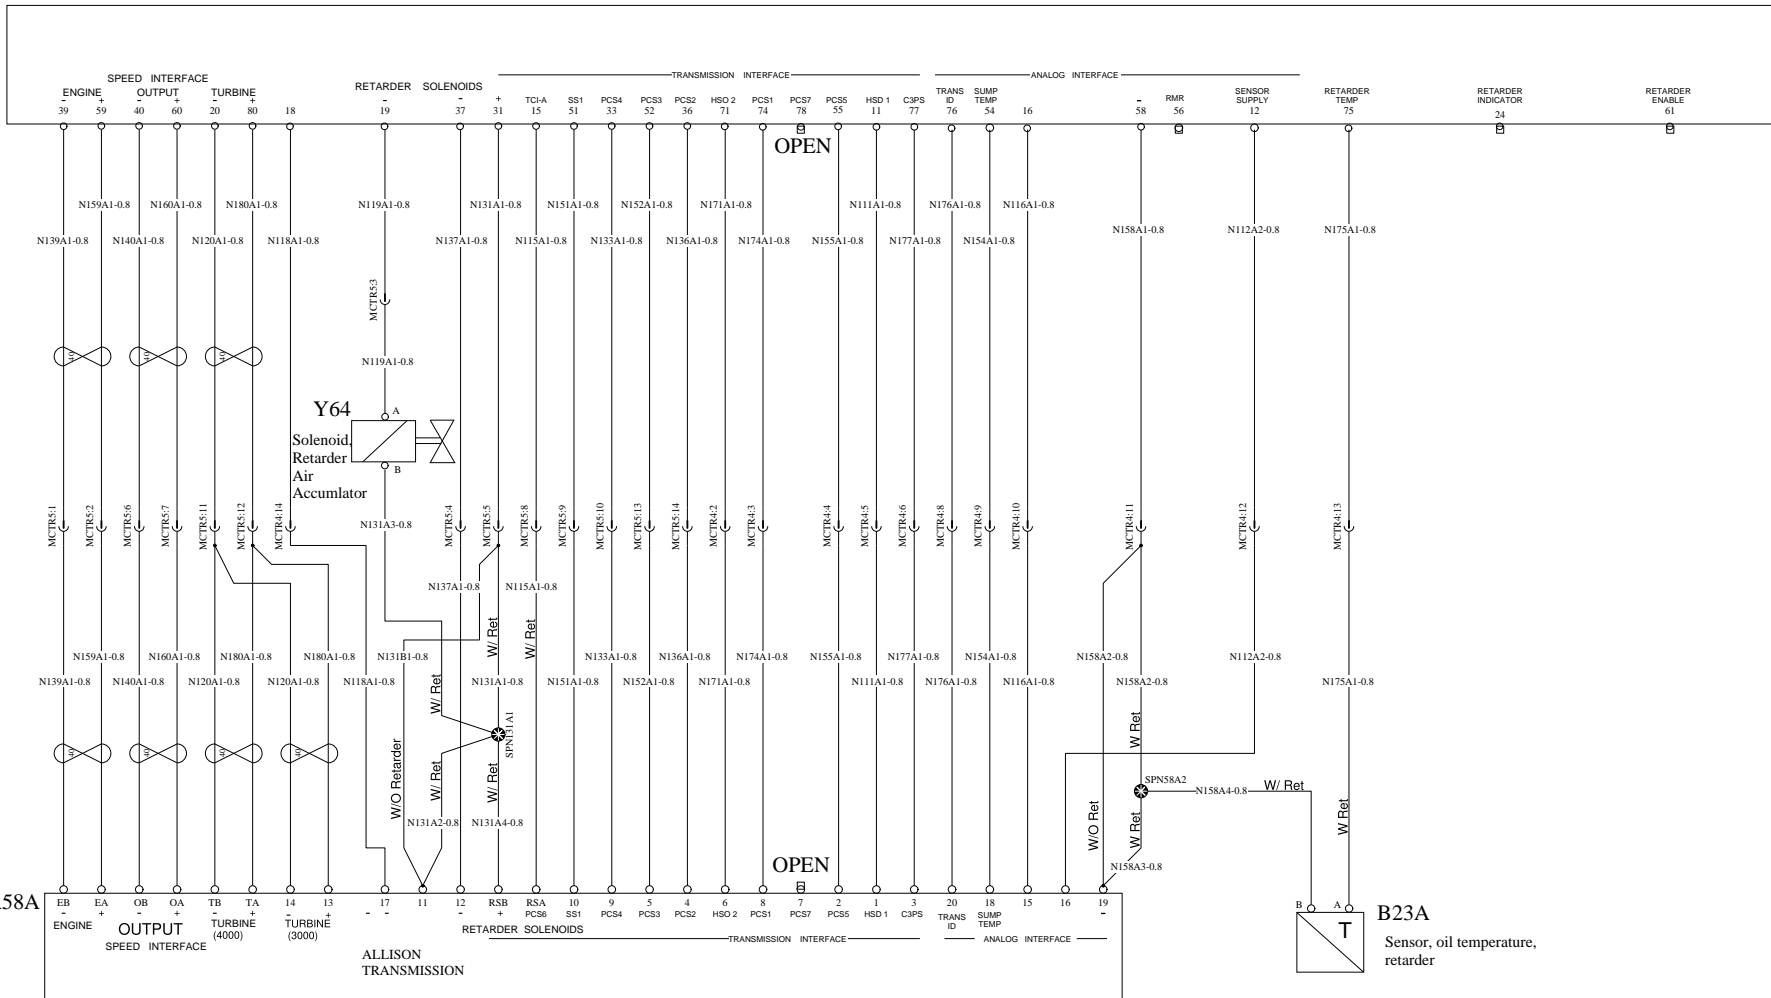 SPEED INTERFACE
ENGINE OUTPUT TURBINE
RETARDER SOLENOIDS
TRANSMISSION INTERFACE
ANALOG INTERFACE
- + - + - + - - +
TCI-A SS1 PCS4 PCS3 PCS2 HSO 2 PCS1 PCS7 PCS5 HSD 1 C3PS
TRANS ID
SUMP TEMP
-
RMR
SENSOR SUPPLY
RETARDER TEMP
RETARDER INDICATOR
RETARDER ENABLE
39 59 40 60 20 80 18 19 37 31 15 51 33 52 36 71 74 78 55 11 77 76 54 16 58 56 12 75 24 61
OPEN
N159A1-0.8 N160A1-0.8 N180A1-0.8 N119A1-0.8 N131A1-0.8 N151A1-0.8 N152A1-0.8 N171A1-0.8 N111A1-0.8 N176A1-0.8 N116A1-0.8
N158A1-0.8 N112A2-0.8 N175A1-0.8
N139A1-0.8 N140A1-0.8 N120A1-0.8 N118A1-0.8 N137A1-0.8 N115A1-0.8 N133A1-0.8 N136A1-0.8 N174A1-0.8 N155A1-0.8 N177A1-0.8 N154A1-0.8
MCTR5:3
40 40 40
N119A1-0.8
Y64
A
Solenoid,
Retarder
Air
Accumlator
B
MCTR5:1 MCTR5:2 MCTR5:6 MCTR5:7 MCTR5:11 MCTR5:12 MCTR4:14
N131A3-0.8
MCTR5:4 MCTR5:5 MCTR5:8 MCTR5:9 MCTR5:10 MCTR5:13 MCTR5:14 MCTR4:2 MCTR4:3 MCTR4:4 MCTR4:5 MCTR4:6 MCTR4:8 MCTR4:9 MCTR4:10 MCTR4:11 MCTR4:12 MCTR4:13
N137A1-0.8 N115A1-0.8
W/ Ret W/ Ret
N159A1-0.8 N160A1-0.8 N180A1-0.8 N180A1-0.8 N131B1-0.8 N133A1-0.8 N136A1-0.8 N174A1-0.8 N155A1-0.8 N177A1-0.8 N154A1-0.8 N158A2-0.8 N112A2-0.8
N139A1-0.8 N140A1-0.8 N120A1-0.8 N120A1-0.8 N118A1-0.8 N131A1-0.8 N151A1-0.8 N152A1-0.8 N171A1-0.8 N111A1-0.8 N176A1-0.8 N116A1-0.8 N158A2-0.8 N175A1-0.8
W/ Ret
SPN131A1
W Ret
40 40 40 40
W/O Retarder
W/ Ret
W/ Ret
SPN58A2
N158A4-0.8
W/ Ret
N131A2-0.8 N131A4-0.8
W/O Ret
W Ret
W Ret
OPEN
N158A3-0.8
58A
EB EA OB OA TB TA 14 13 17 11 12 RSB RSA 10 9 5 4 6 8 7 2 1 3 20 18 15 16 19
- + - + - + - + - - - +
PCS6 SS1 PCS4 PCS3 PCS2 HSO 2 PCS1 PCS7 PCS5 HSD 1 C3PS
TRANS ID
SUMP TEMP
-
ENGINE
OUTPUT
SPEED INTERFACE
TURBINE
(4000)
TURBINE
(3000)
RETARDER SOLENOIDS
TRANSMISSION INTERFACE
ANALOG INTERFACE
ALLISON
TRANSMISSION
B A
B23A
T
Sensor, oil temperature,
retarder